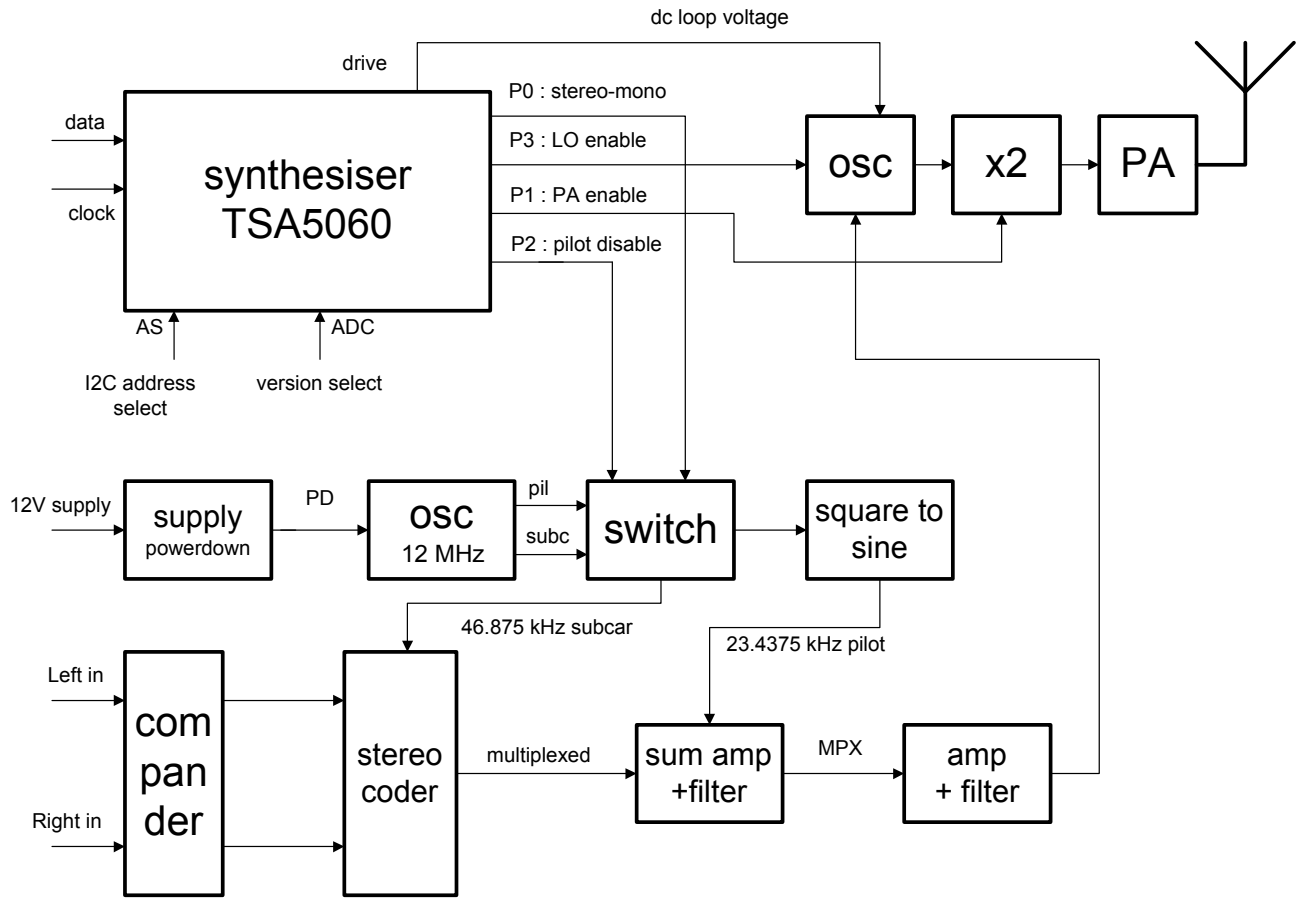 dc loop voltage
drive
P0 : stereo-mono
data
P3 : LO enable
synthesiser
TSA5060
osc
x2
PA
clock
P1 : PA enable
P2 : pilot disable
AS
ADC
I2C address
select
version select
12V supply
supply
powerdown
PD
osc
12 MHz
pil
subc
switch
square to
sine
46.875 kHz subcar
23.4375 kHz pilot
Left in
com
pan
der
Right in
stereo
coder
multiplexed
sum amp
+filter
MPX
amp
+ filter